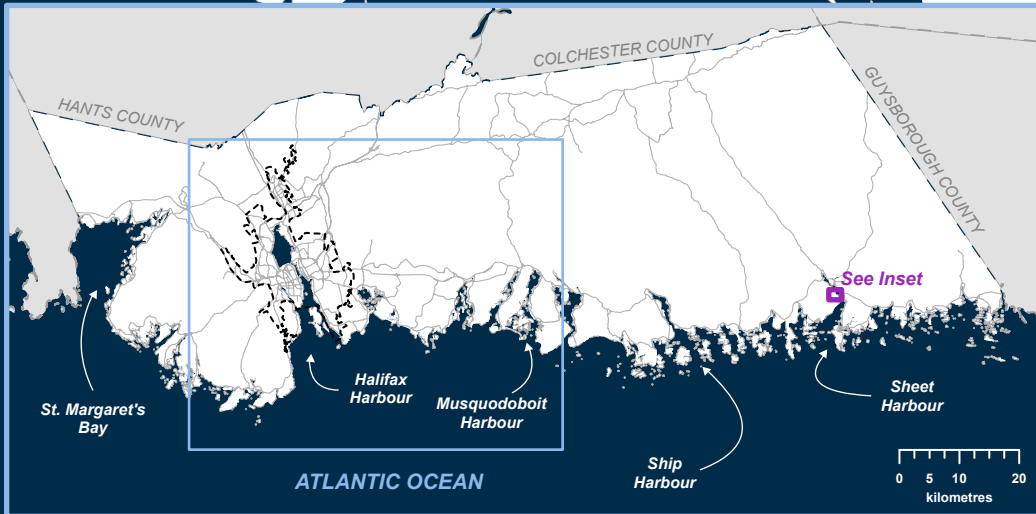 COLCHESTER COUNTY
HANTS COUNTY
GUYSBOROUGH COUNTY
See Inset
St. Margaret's
Bay
Halifax
Harbour
Musquodoboit
Harbour
Sheet
Harbour
Ship
Harbour
ATLANTIC OCEAN
0 5 10 20
kilometres